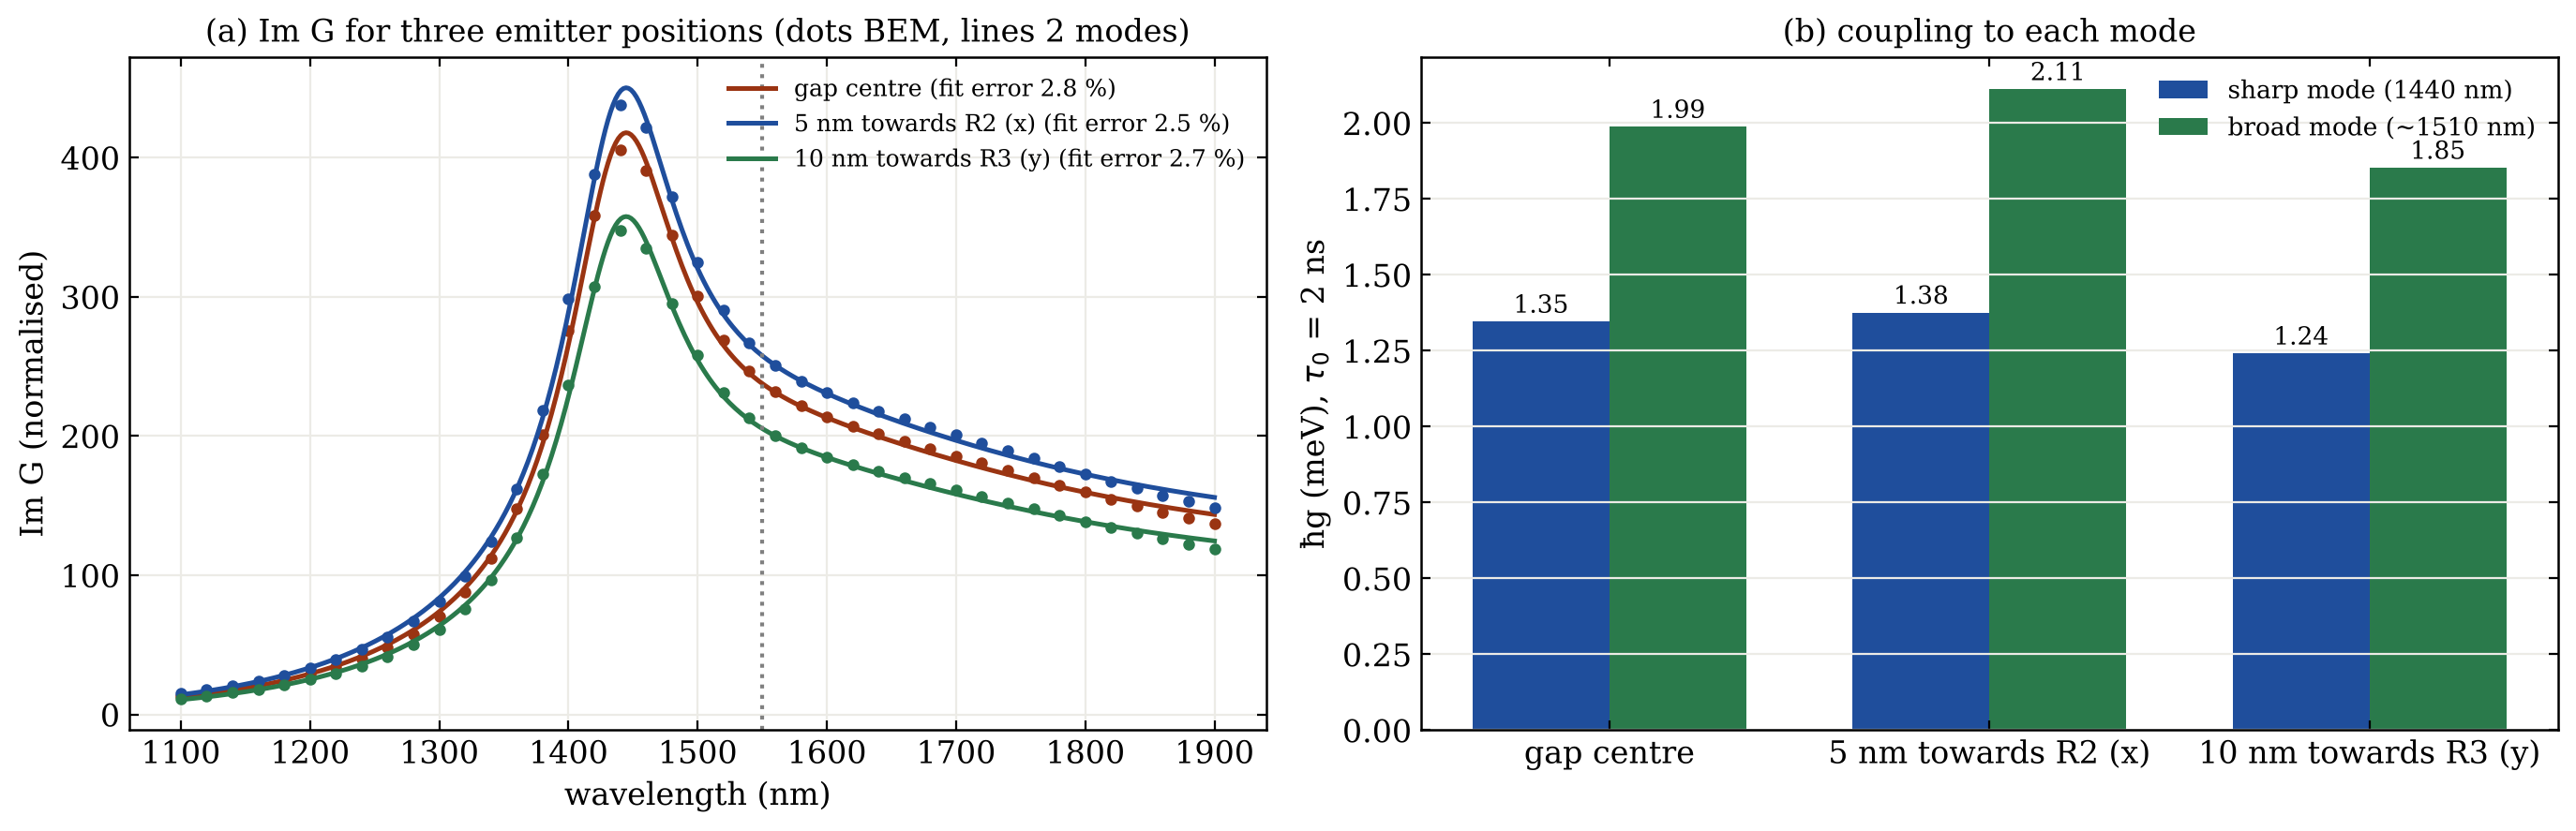 (a) Im G for three emitter positions (dots BEM, lines 2 modes)
Im G (normalised)
400
300
200
100
0
gap centre (fit error 2.8 %)
5 nm towards R2 (x) (fit error 2.5 %)
10 nm towards R3 (y) (fit error 2.7 %)
1100 1200 1300 1400 1500 1600 1700 1800 1900
wavelength (nm)
(b) coupling to each mode
ħg (meV), τ₀ = 2 ns
2.00
1.75
1.50
1.25
1.00
0.75
0.50
0.25
0.00
sharp mode (1440 nm)
broad mode (~1510 nm)
1.35
1.99
1.38
2.11
1.24
1.85
gap centre
5 nm towards R2 (x)
10 nm towards R3 (y)